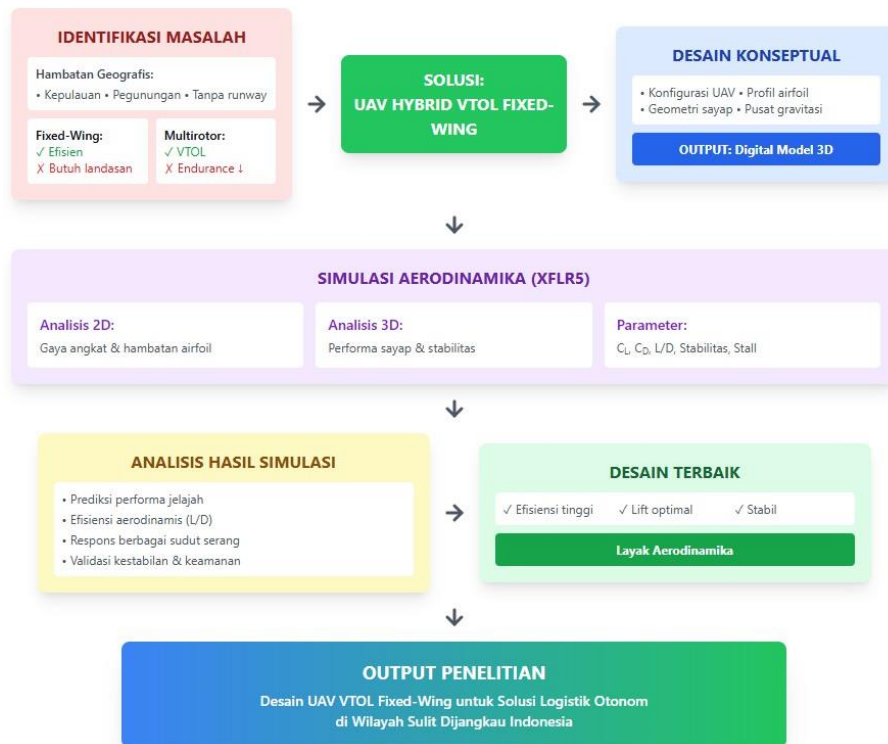 IDENTIFIKASI MASALAH
Hambatan Geografis:
• Kepulauan • Pegunungan • Tanpa runway
Fixed-Wing:
✓ Efisien
✗ Butuh landasan
Multirotor:
✓ VTOL
✗ Endurance ↓
SOLUSI:
UAV HYBRID VTOL FIXED-
WING
DESAIN KONSEPTUAL
• Konfigurasi UAV • Profil airfoil
• Geometri sayap • Pusat gravitasi
OUTPUT: Digital Model 3D
SIMULASI AERODINAMIKA (XFLR5)
Analisis 2D:
Gaya angkat & hambatan airfoil
Analisis 3D:
Performa sayap & stabilitas
Parameter:
C<sub>L</sub>, C<sub>D</sub>, L/D, Stabilitas, Stall
ANALISIS HASIL SIMULASI
• Prediksi performa jelajah
• Efisiensi aerodinamis (L/D)
• Respons berbagai sudut serang
• Validasi kestabilan & keamanan
DESAIN TERBAIK
✓ Efisiensi tinggi ✓ Lift optimal ✓ Stabil
Layak Aerodinamika
OUTPUT PENELITIAN
Desain UAV VTOL Fixed-Wing untuk Solusi Logistik Otonom
di Wilayah Sulit Dijangkau Indonesia